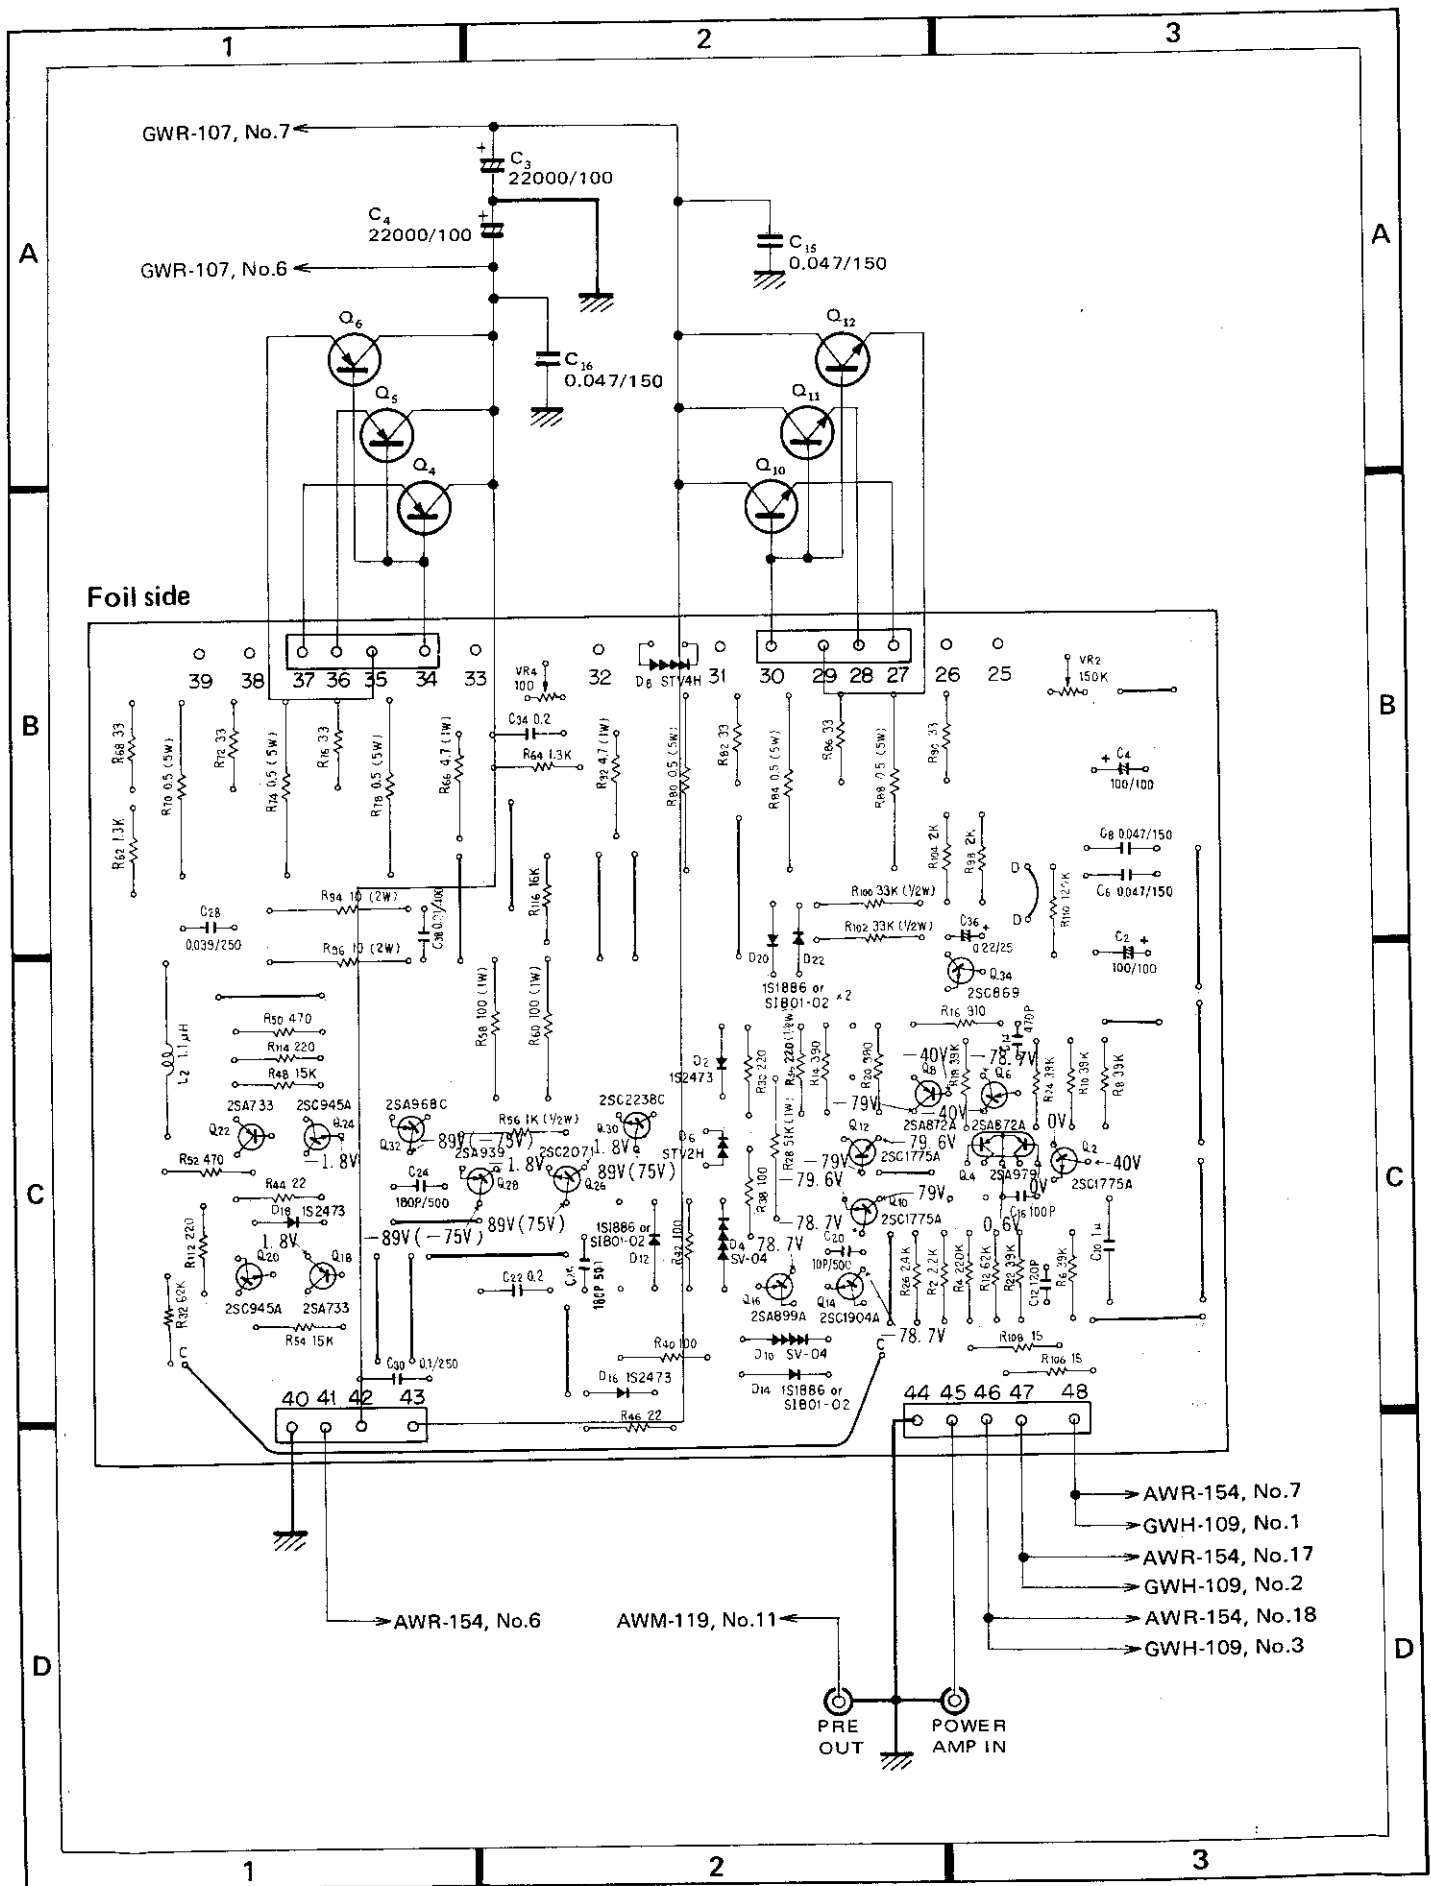 1 2 3
GWR-107, No.7
C3
22000/100
C4
22000/100
GWR-107, No.6
C15
0.047/150
A A
Q6
C16
0.047/150
Q12
Q5
Q11
Q4
Q10
Foil side
39 38 37 36 35 34 33 32 31 30 29 28 27 26 25
VR4
100
D8 STV4H
VR2
150K
B B
R68 33
R70 0.5 (5W)
R72 33
R74 0.5 (5W)
R76 33
R78 0.5 (5W)
R66 4.7 (1W)
C34 0.2
R64 1.3K
R92 4.7 (1W)
R80 0.5 (5W)
R82 33
R84 0.5 (5W)
R86 33
R88 0.5 (5W)
R90 33
C4
100/100
R62 1.3K
R104 2K
R98 2K
C8 0.047/150
C6 0.047/150
D
D
R94 10 (2W)
R116 16K
R100 33K (1/2W)
C28
0.039/250
R102 33K (1/2W)
C36
0.22/25
C2
100/100
R96 10 (2W)
D20
D22
1S1886 or
SIB01-02 ×2
Q34
2SC869
R58 100 (1W)
R60 100 (1W)
R50 470
R114 220
R48 15K
L2 1.1μH
R16 910
470P
D2
1S2473
R30 220
R14 390
R20 390
-40V
-78.7V
Q8
Q6
R18 39K
R24 39K
R110 39K
R8 39K
2SA733
2SC945A
2SA968C
2SC2238C
-79V
-40V
2SA872A
2SA872A
0V
Q22
Q24
-1.8V
Q32
R56 1K (1/2W)
-89V(-75V)
Q30
1.8V
D6
STV2H
R28 51K(1W)
Q12
-79.6V
2SC1775A
Q2
-40V
2SC1775A
R52 470
2SA939
-1.8V
2SC2071
Q28
Q26
89V(75V)
-79V
-79.6V
Q4
2SA979
0V
C24
180P/500
R38 100
Q10
-79V
2SC1775A
C16 100P
C C
R44 22
D18 1S2473
1.8V
-89V(-75V)
89V(75V)
1S1886 or
SIB01-02
D12
R42 100
D4
SV-04
-78.7V
78.7V
C20
10P/500
0.6V
C10 1μ
R112 220
Q20
Q18
2SC945A
2SA733
C22 0.2
180P 50
Q16
2SA899A
Q14
2SC1904A
R26 2.4K
R2 2.2K
R4 220K
R12 62K
R22 39K
C12 120P
R6 39K
R32 62K
R54 15K
-78.7V
C
C
C30 0.1/250
R40 100
D10 SV-04
R108 15
R106 15
D16 1S2473
D14 1S1886 or
SIB01-02
R46 22
40 41 42 43
44 45 46 47 48
AWR-154, No.7
GWH-109, No.1
AWR-154, No.17
GWH-109, No.2
AWR-154, No.6
AWM-119, No.11
AWR-154, No.18
GWH-109, No.3
D D
PRE
OUT
POWER
AMP IN
1 2 3